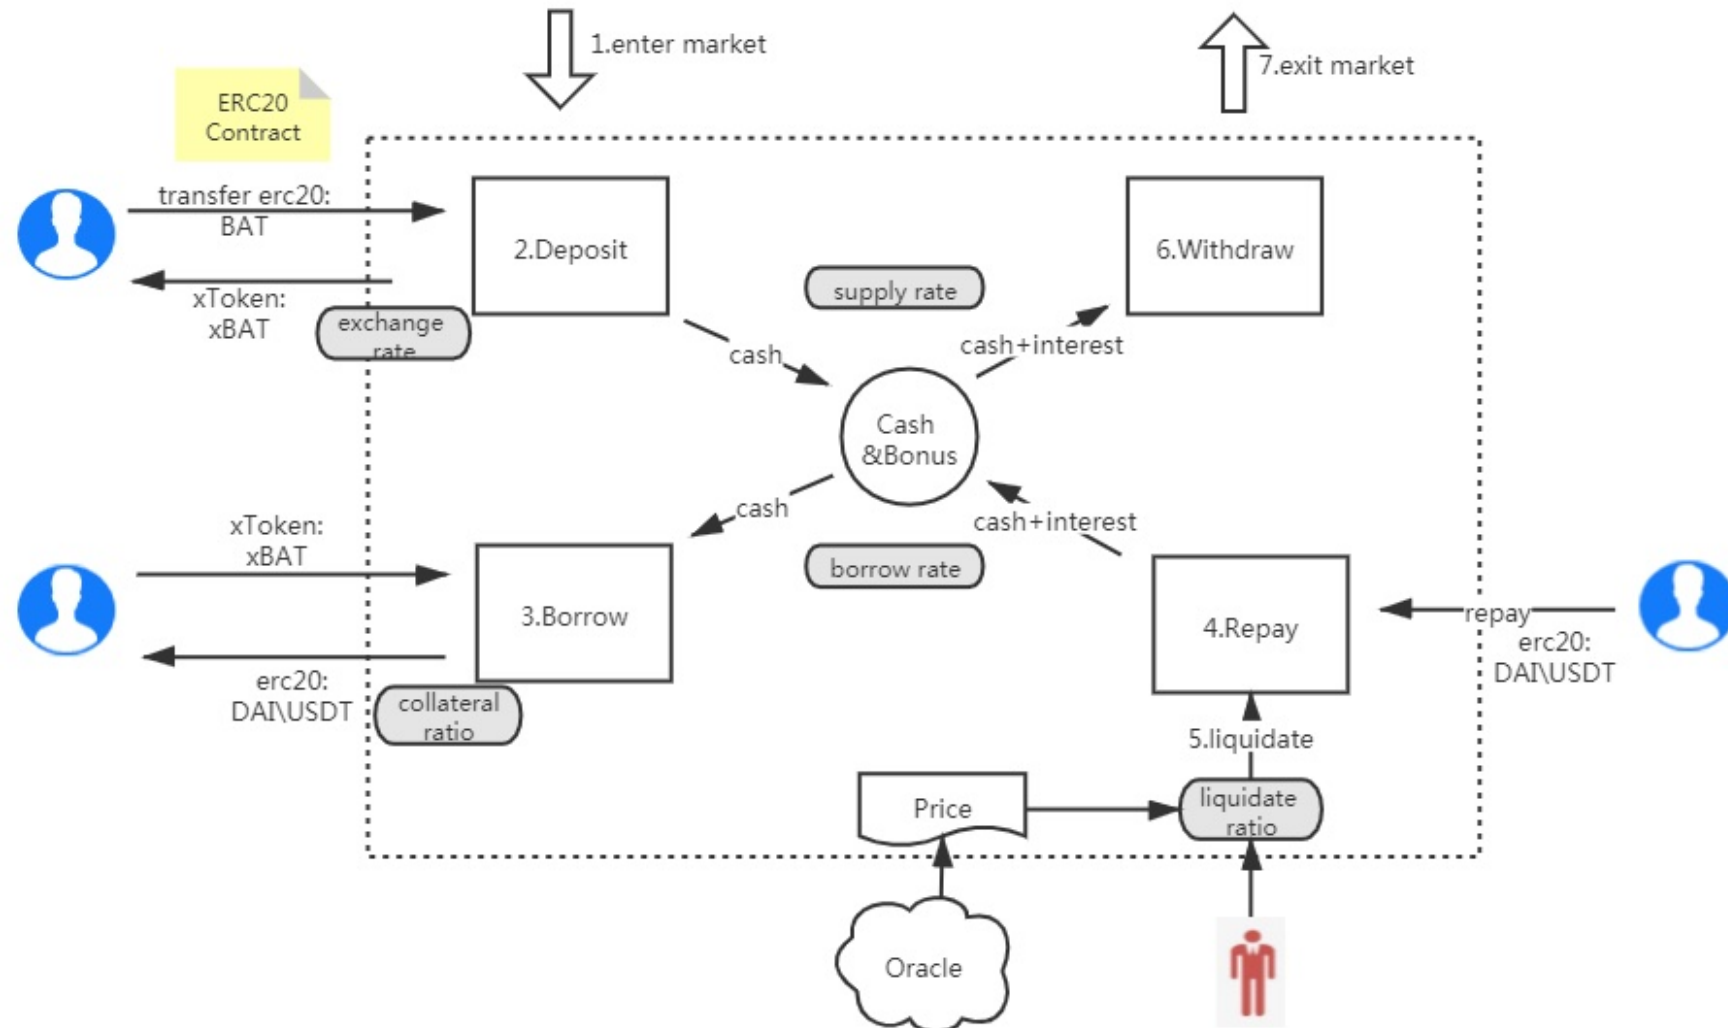 1.enter market
7.exit market
ERC20
Contract
transfer erc20:
BAT
2.Deposit
6.Withdraw
xToken:
xBAT
exchange
rate
supply rate
cash
cash+interest
Cash
&Bonus
cash
cash+interest
xToken:
xBAT
borrow rate
3.Borrow
4.Repay
repay
erc20:
DAI\USDT
erc20:
DAI\USDT
collateral
ratio
5.liquidate
Price
liquidate
ratio
Oracle